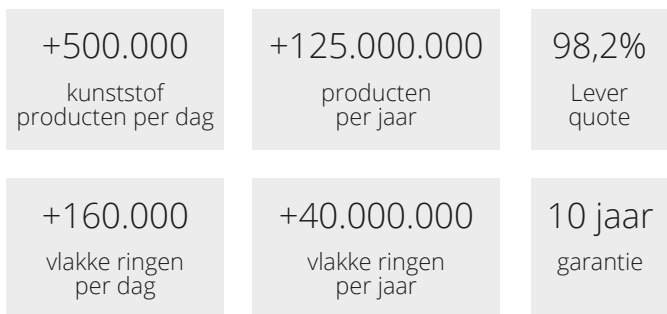 +500.000
kunststof
producten per dag
+125.000.000
producten
per jaar
98,2%
Lever
quote
+160.000
vlakke ringen
per dag
+40.000.000
vlakke ringen
per jaar
10 jaar
garantie